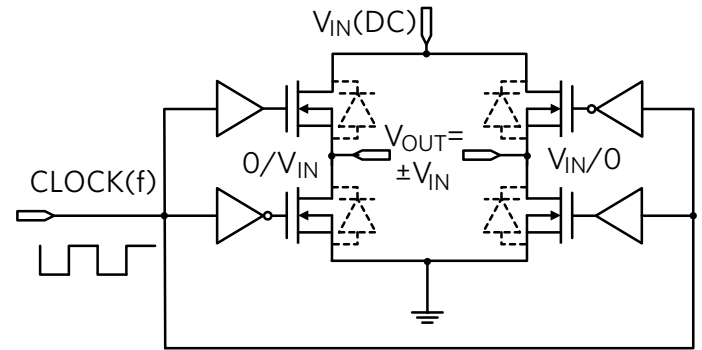 V_IN(DC)
V_OUT=
±V_IN
0/V_IN
V_IN/0
CLOCK(f)